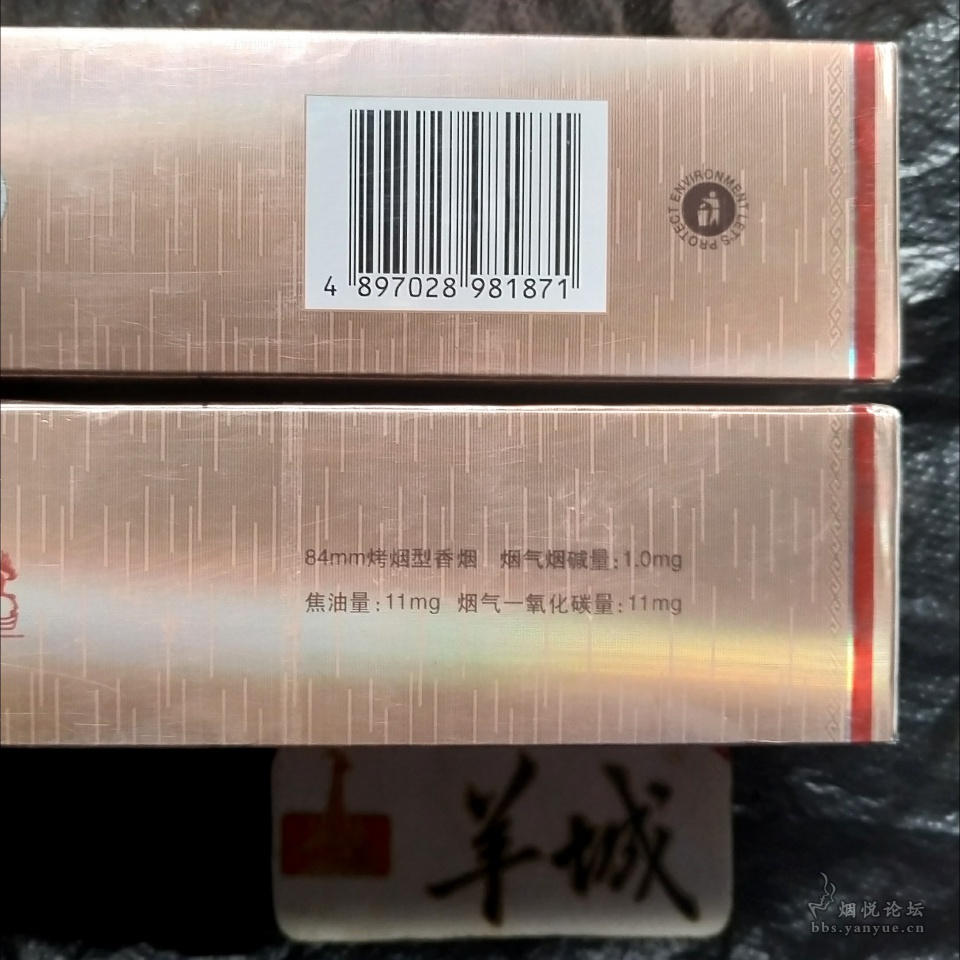 PROTECT ENVIRONMENT LET'S
4 897028 981871
84mm烤烟型香烟 烟气烟碱量:1.0mg
焦油量:11mg 烟气一氧化碳量:11mg
羊城
烟悦论坛
bbs.yanyue.cn